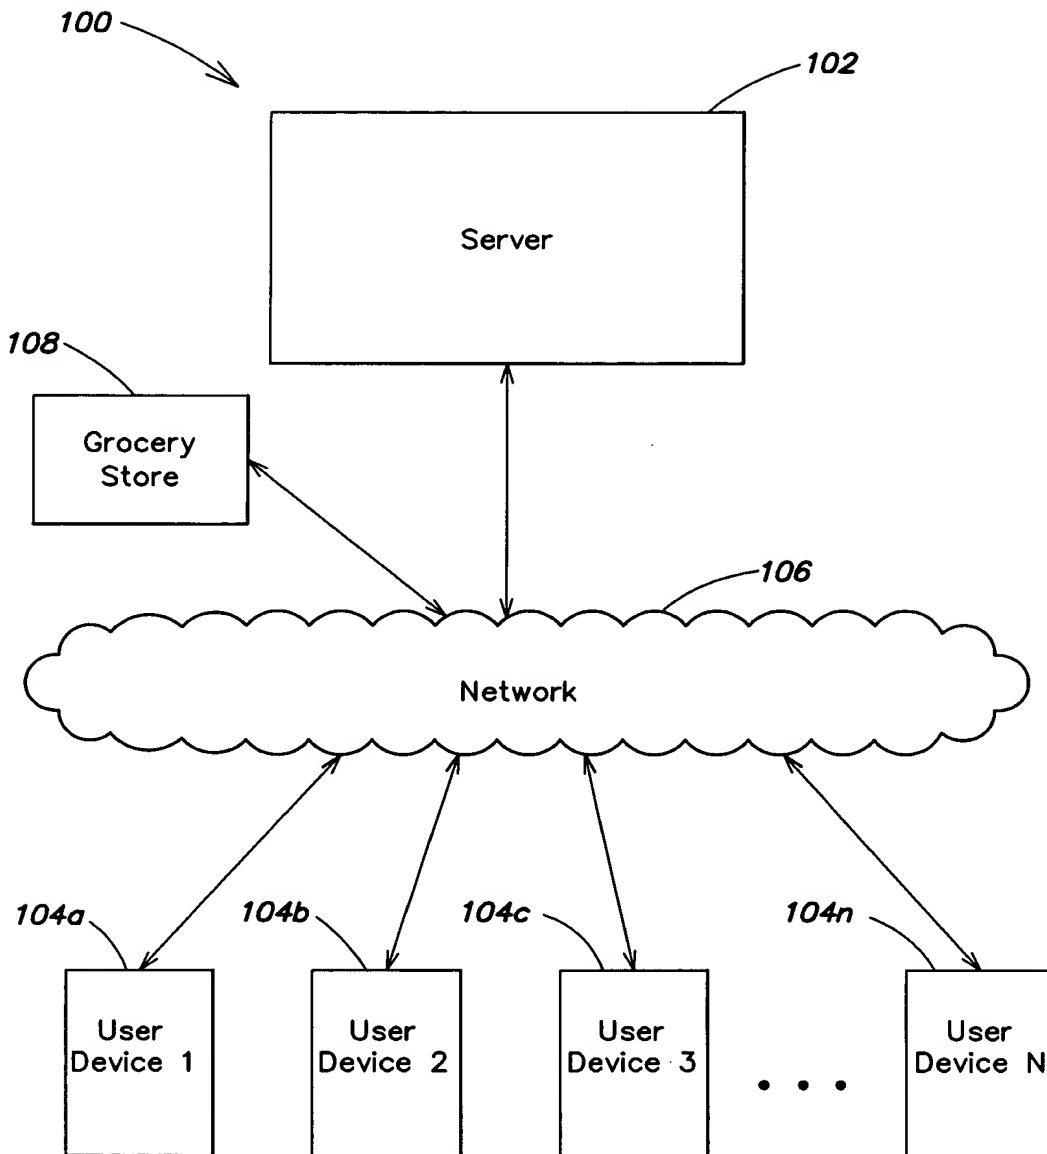 100
102
Server
108
Grocery
Store
106
Network
104a
104b
104c
104n
User
Device 1
User
Device 2
User
Device 3
• • •
User
Device N